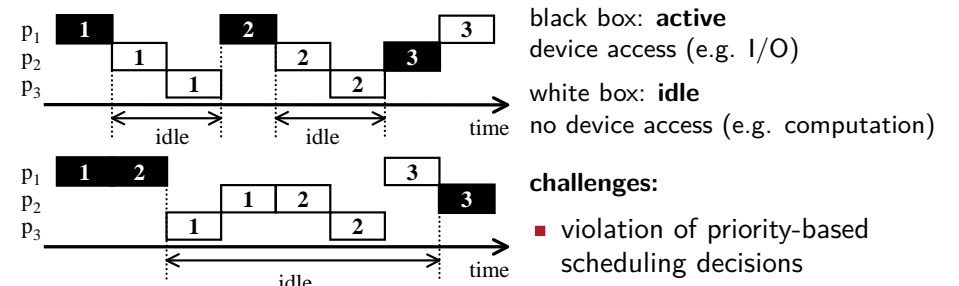 p1 1 2 3
p2 1 2 3
p3 1 2
idle idle time
p1 1 2 3
p2 1 2 3
p3 1 2
time
idle
black box: active
device access (e.g. I/O)
white box: idle
no device access (e.g. computation)
challenges:
▪ violation of priority-based
scheduling decisions